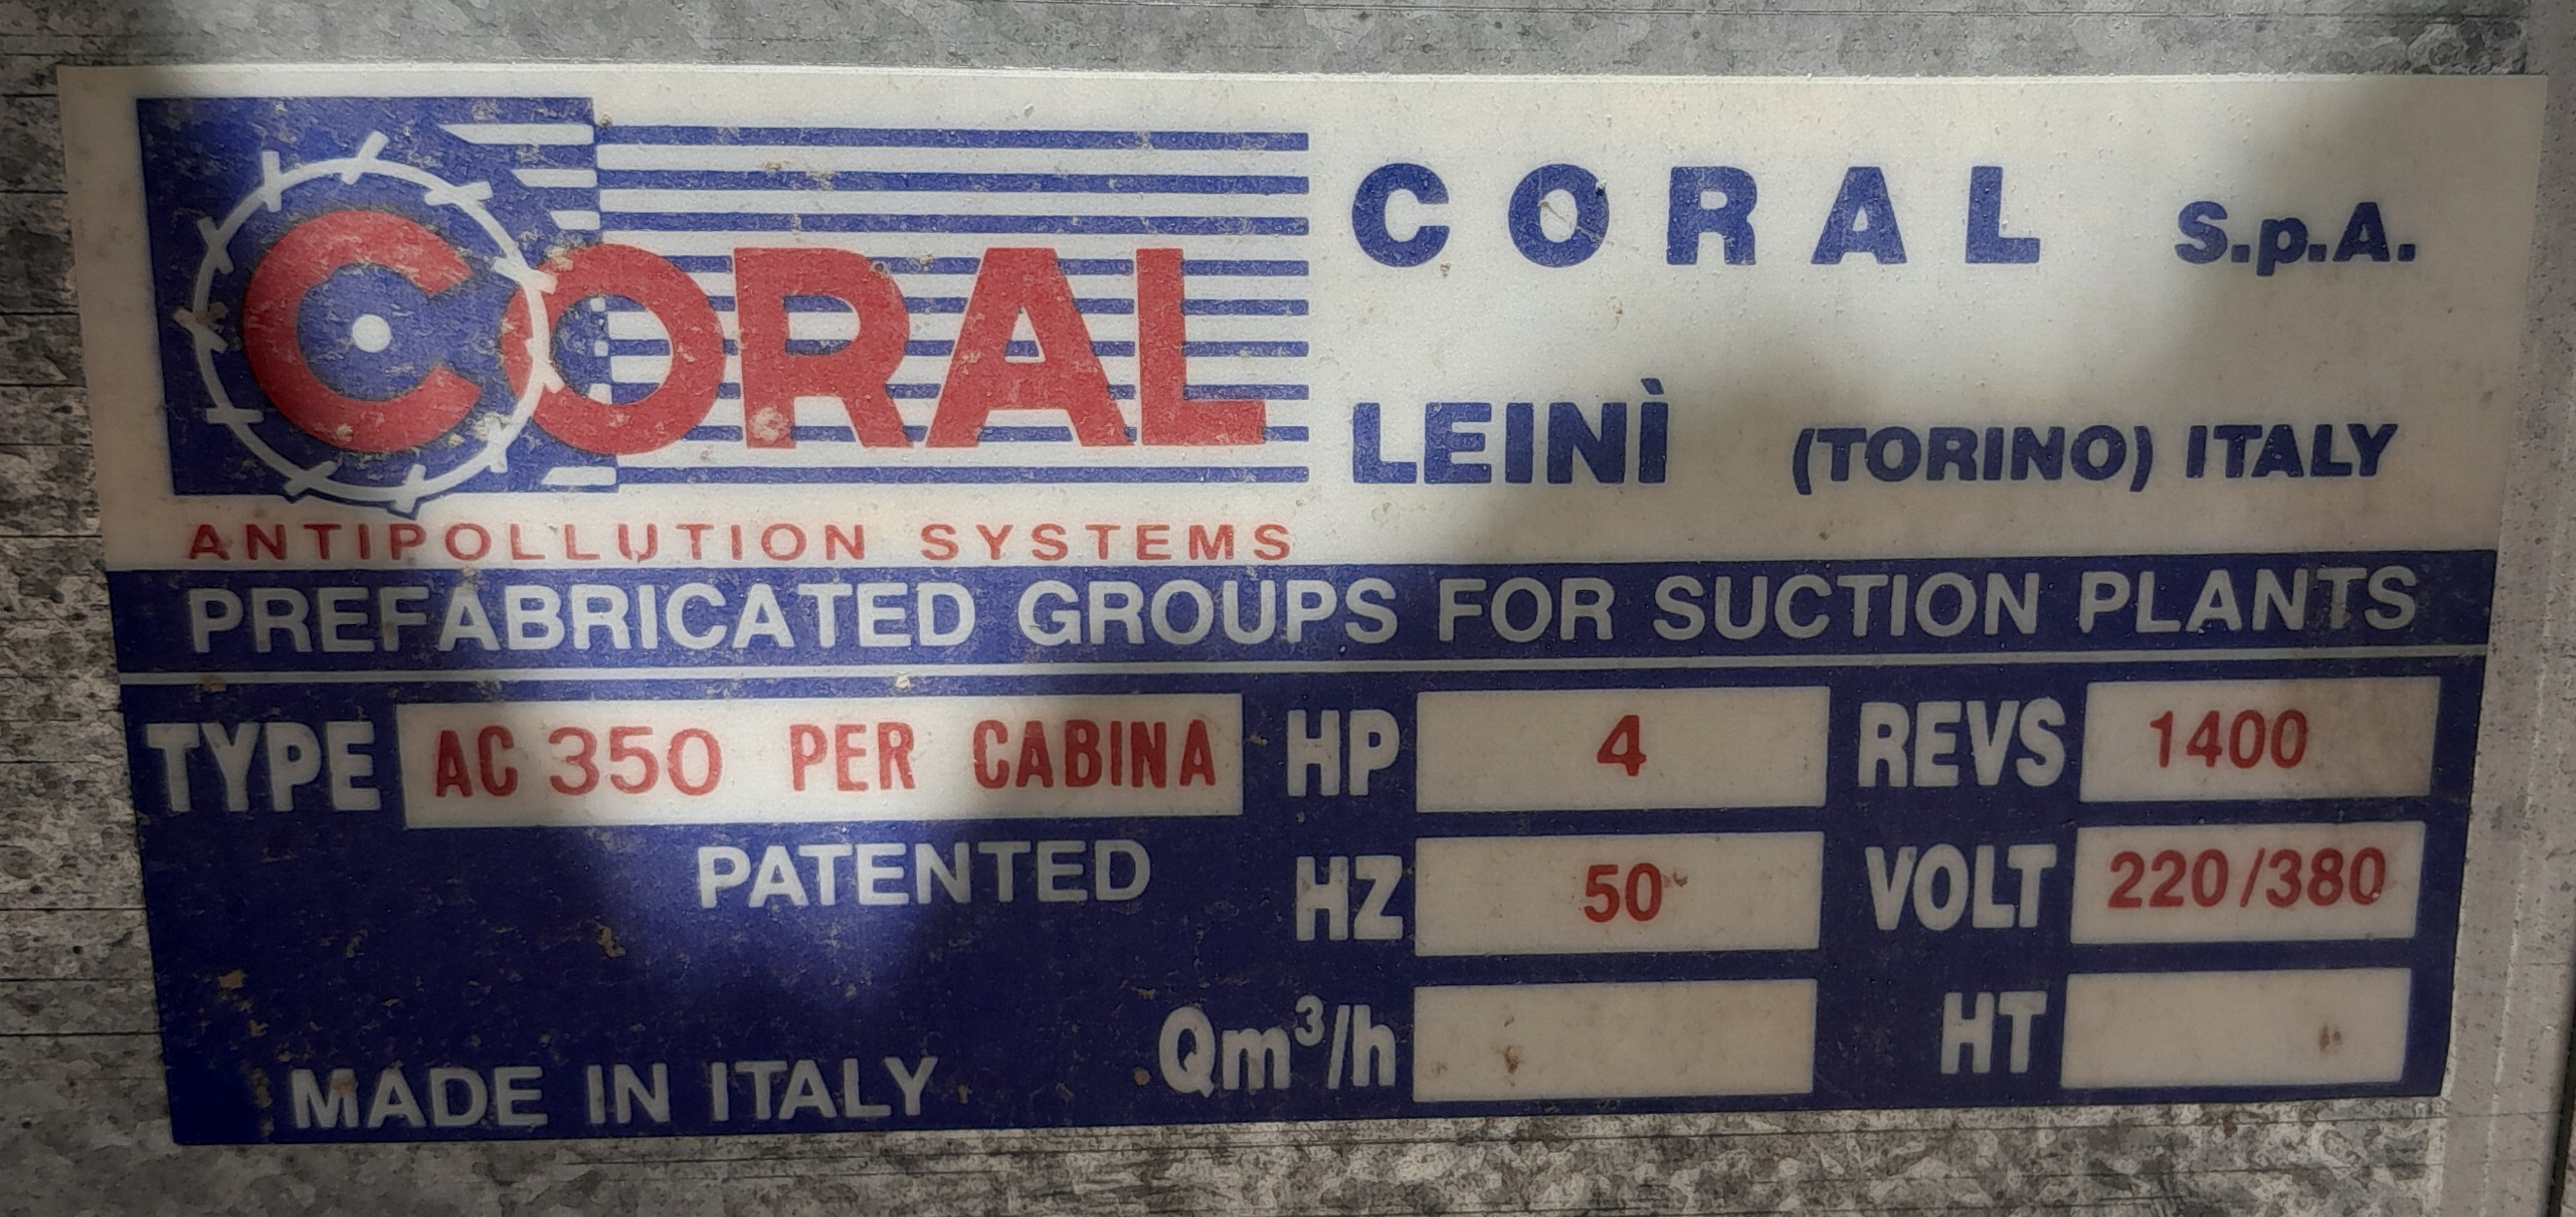 CORAL
ANTIPOLLUTION SYSTEMS
CORAL S.p.A.
LEINÌ (TORINO) ITALY
PREFABRICATED GROUPS FOR SUCTION PLANTS
TYPE AC 350 PER CABINA HP 4 REVS 1400
PATENTED HZ 50 VOLT 220/380
MADE IN ITALY Qm³/h HT